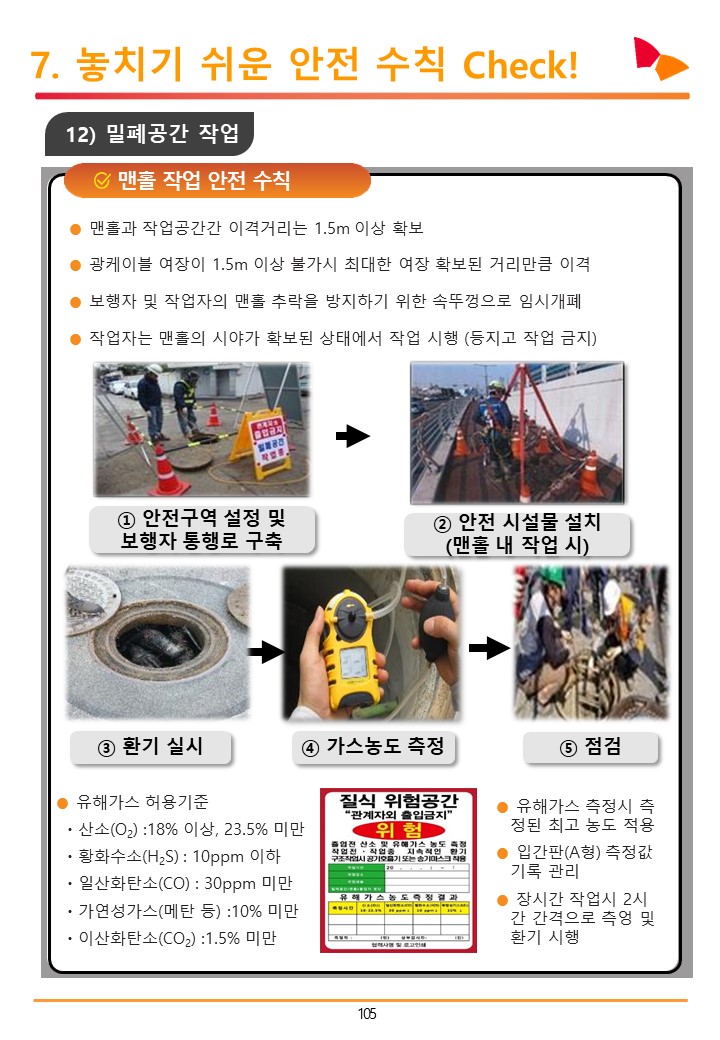 7. 놓치기 쉬운 안전 수칙 Check!
12) 밀폐공간 작업
맨홀 작업 안전 수칙
● 맨홀과 작업공간간 이격거리는 1.5m 이상 확보
● 광케이블 여장이 1.5m 이상 불가시 최대한 여장 확보된 거리만큼 이격
● 보행자 및 작업자의 맨홀 추락을 방지하기 위한 속뚜껑으로 임시개폐
● 작업자는 맨홀의 시야가 확보된 상태에서 작업 시행 (등지고 작업 금지)
관계자외
출입금지
밀폐공간
작업중
① 안전구역 설정 및
보행자 통행로 구축
② 안전 시설물 설치
(맨홀 내 작업 시)
③ 환기 실시
④ 가스농도 측정
⑤ 점검
● 유해가스 허용기준
・산소(O₂) :18% 이상, 23.5% 미만
・황화수소(H₂S) : 10ppm 이하
・일산화탄소(CO) : 30ppm 미만
・가연성가스(메탄 등) :10% 미만
・이산화탄소(CO₂) :1.5% 미만
질식 위험공간
"관계자외 출입금지"
위 험
출입전 산소 및 유해가스 농도 측정
작업전 · 작업중 지속적인 환기
구조작업시 공기호흡기 또는 송기마스크 착용
유해가스농도측정결과
측정시간
협력사명 및 로고인쇄
● 유해가스 측정시 측
정된 최고 농도 적용
● 입간판(A형) 측정값
기록 관리
● 장시간 작업시 2시
간 간격으로 측영 및
환기 시행
105